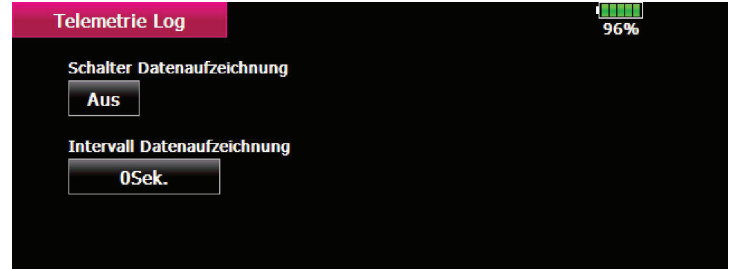 Telemetrie Log
96%
Schalter Datenaufzeichnung
Aus
Intervall Datenaufzeichnung
0Sek.